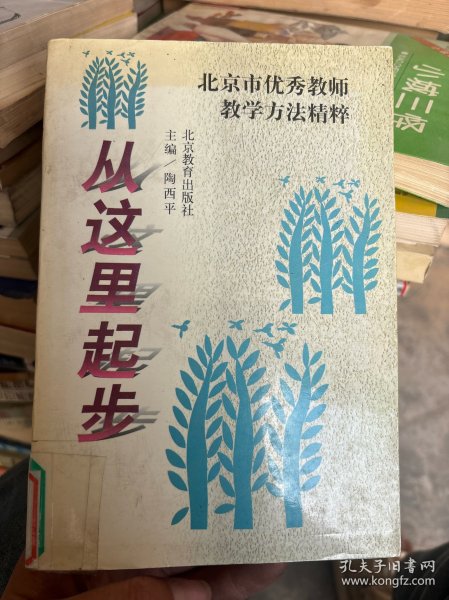 北京市优秀教师
教学方法精粹
北京教育出版社
主编／陶西平
从这里起步
孔夫子旧书网
www.kongfz.com